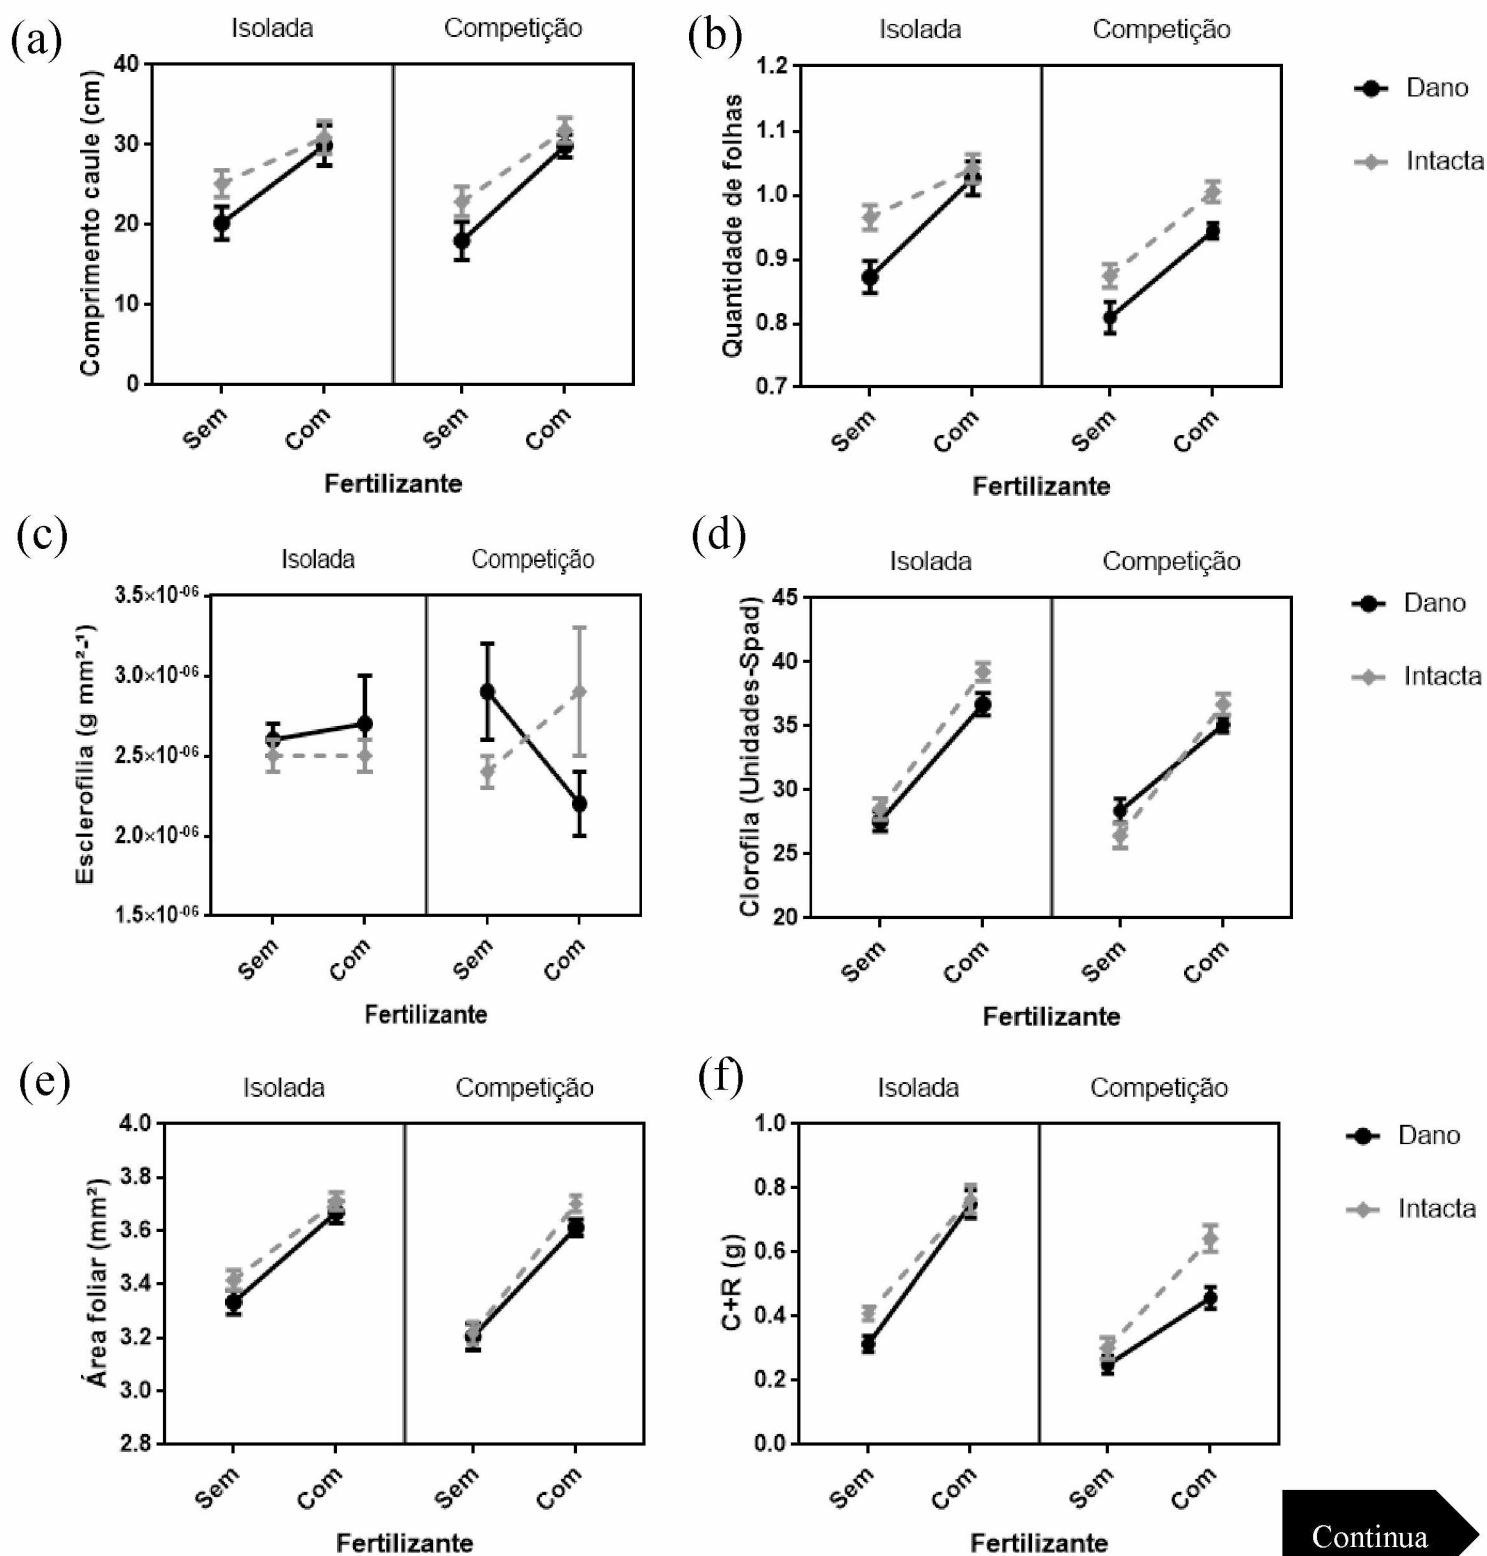 (a)
Isolada
Competição
Comprimento caule (cm)
40
30
20
10
0
Sem
Com
Sem
Com
Fertilizante
(b)
Isolada
Competição
Quantidade de folhas
1.2
1.1
1.0
0.9
0.8
0.7
Sem
Com
Sem
Com
Fertilizante
Dano
Intacta
(c)
Isolada
Competição
Esclerofilia (g mm²-¹)
3.5×10-06
3.0×10-06
2.5×10-06
2.0×10-06
1.5×10-06
Sem
Com
Sem
Com
Fertilizante
(d)
Isolada
Competição
Clorofila (Unidades-Spad)
45
40
35
30
25
20
Sem
Com
Sem
Com
Fertilizante
Dano
Intacta
(e)
Isolada
Competição
Área foliar (mm²)
4.0
3.8
3.6
3.4
3.2
3.0
2.8
Sem
Com
Sem
Com
Fertilizante
(f)
Isolada
Competição
C+R (g)
1.0
0.8
0.6
0.4
0.2
0.0
Sem
Com
Sem
Com
Fertilizante
Dano
Intacta
Continua